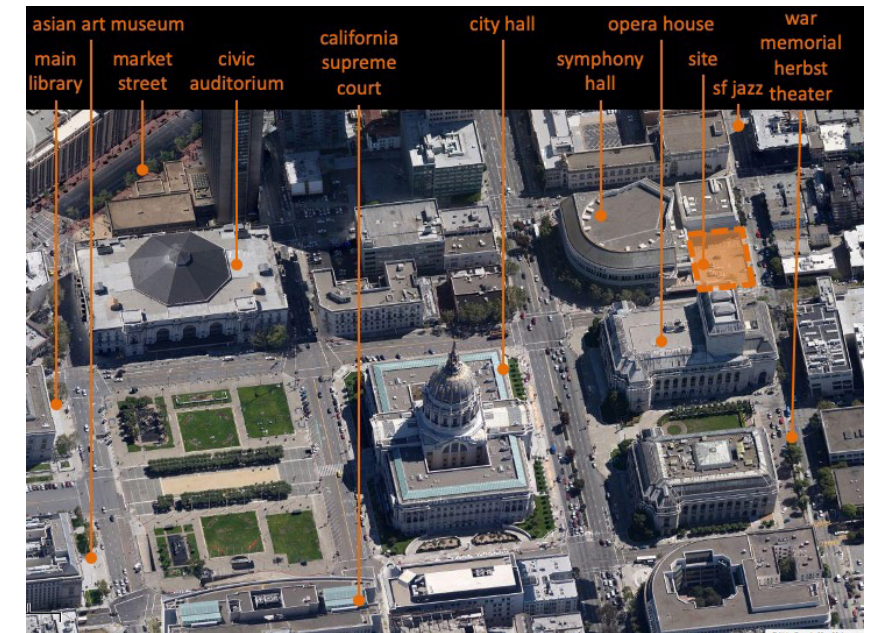 asian art museum
main
library
market
street
civic
auditorium
california
supreme
court
city hall
opera house
symphony
hall
site
sf jazz
war
memorial
herbst
theater